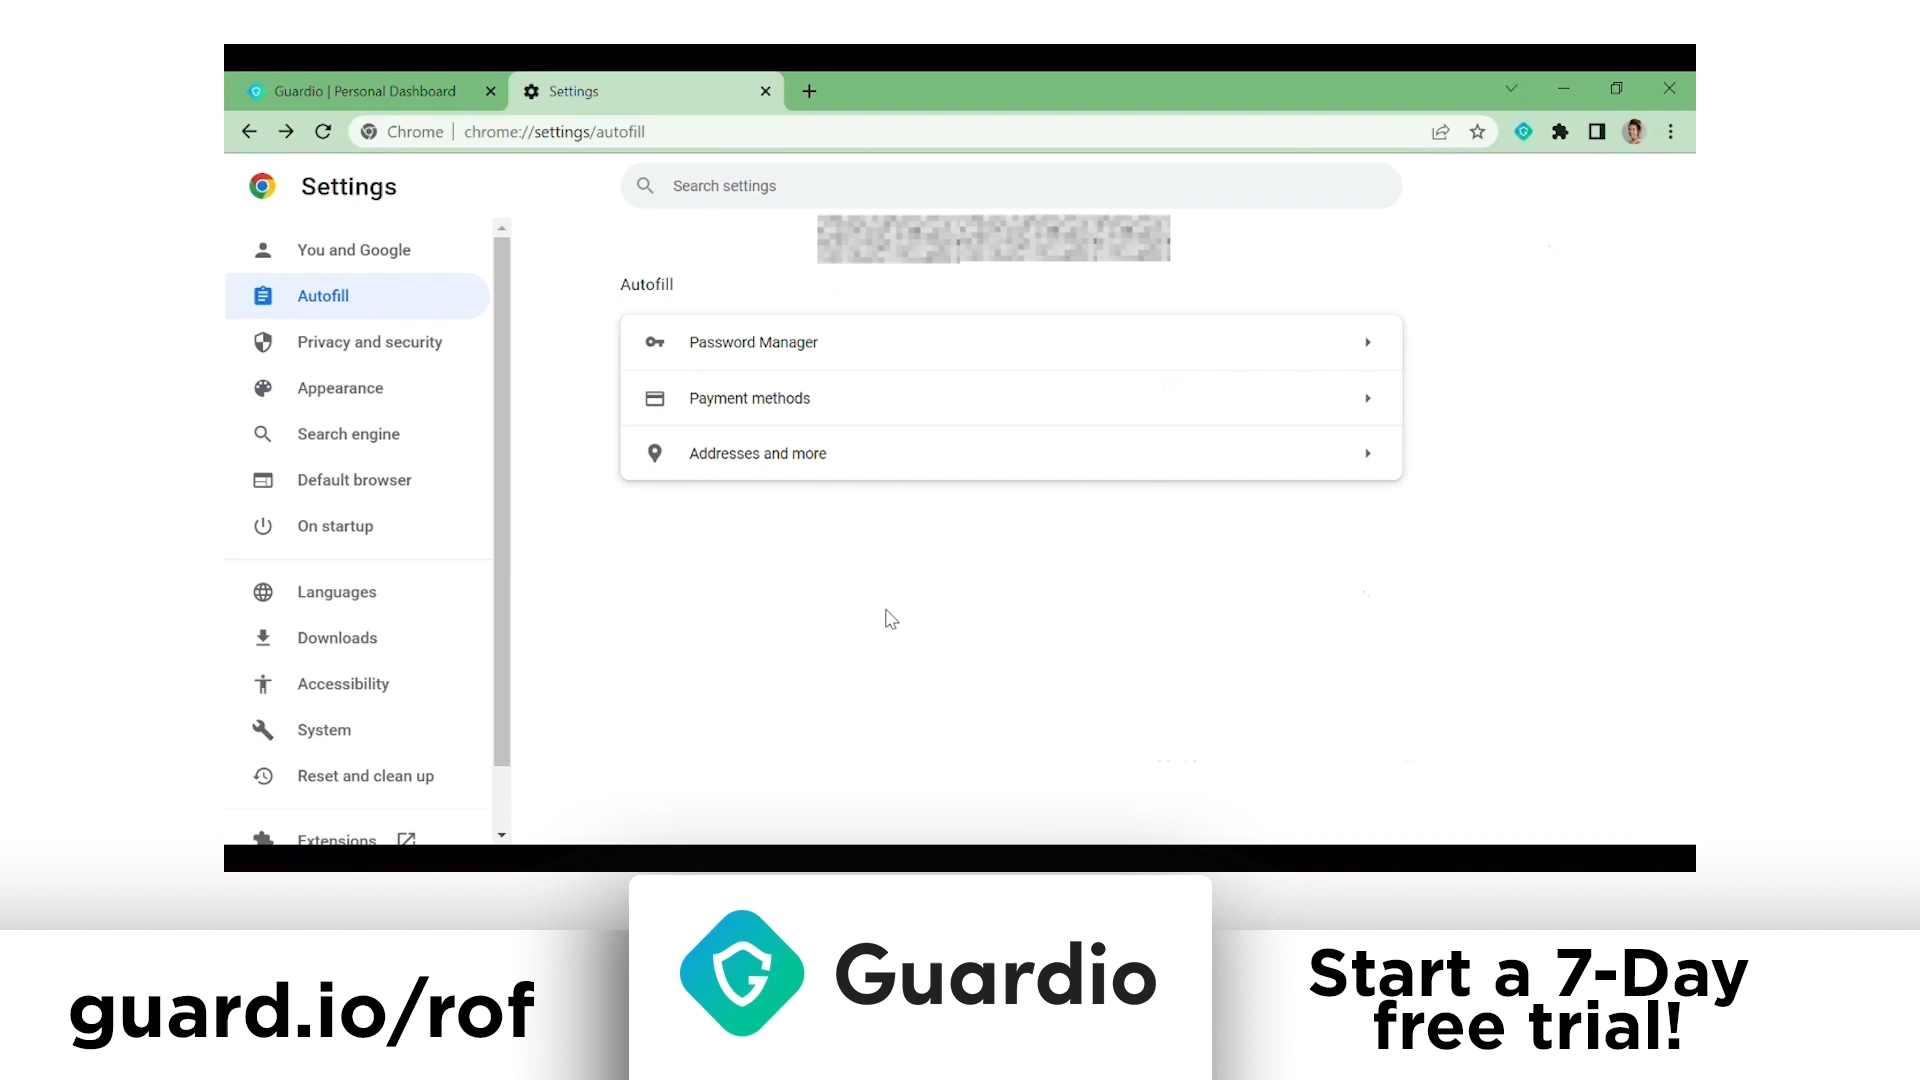 Guardio | Personal Dashboard
Settings
Chrome | chrome://settings/autofill
Settings
Search settings
You and Google
Autofill
Privacy and security
Appearance
Search engine
Default browser
On startup
Languages
Downloads
Accessibility
System
Reset and clean up
Extensions
Autofill
Password Manager
Payment methods
Addresses and more
guard.io/rof
Guardio
Start a 7-Day
free trial!